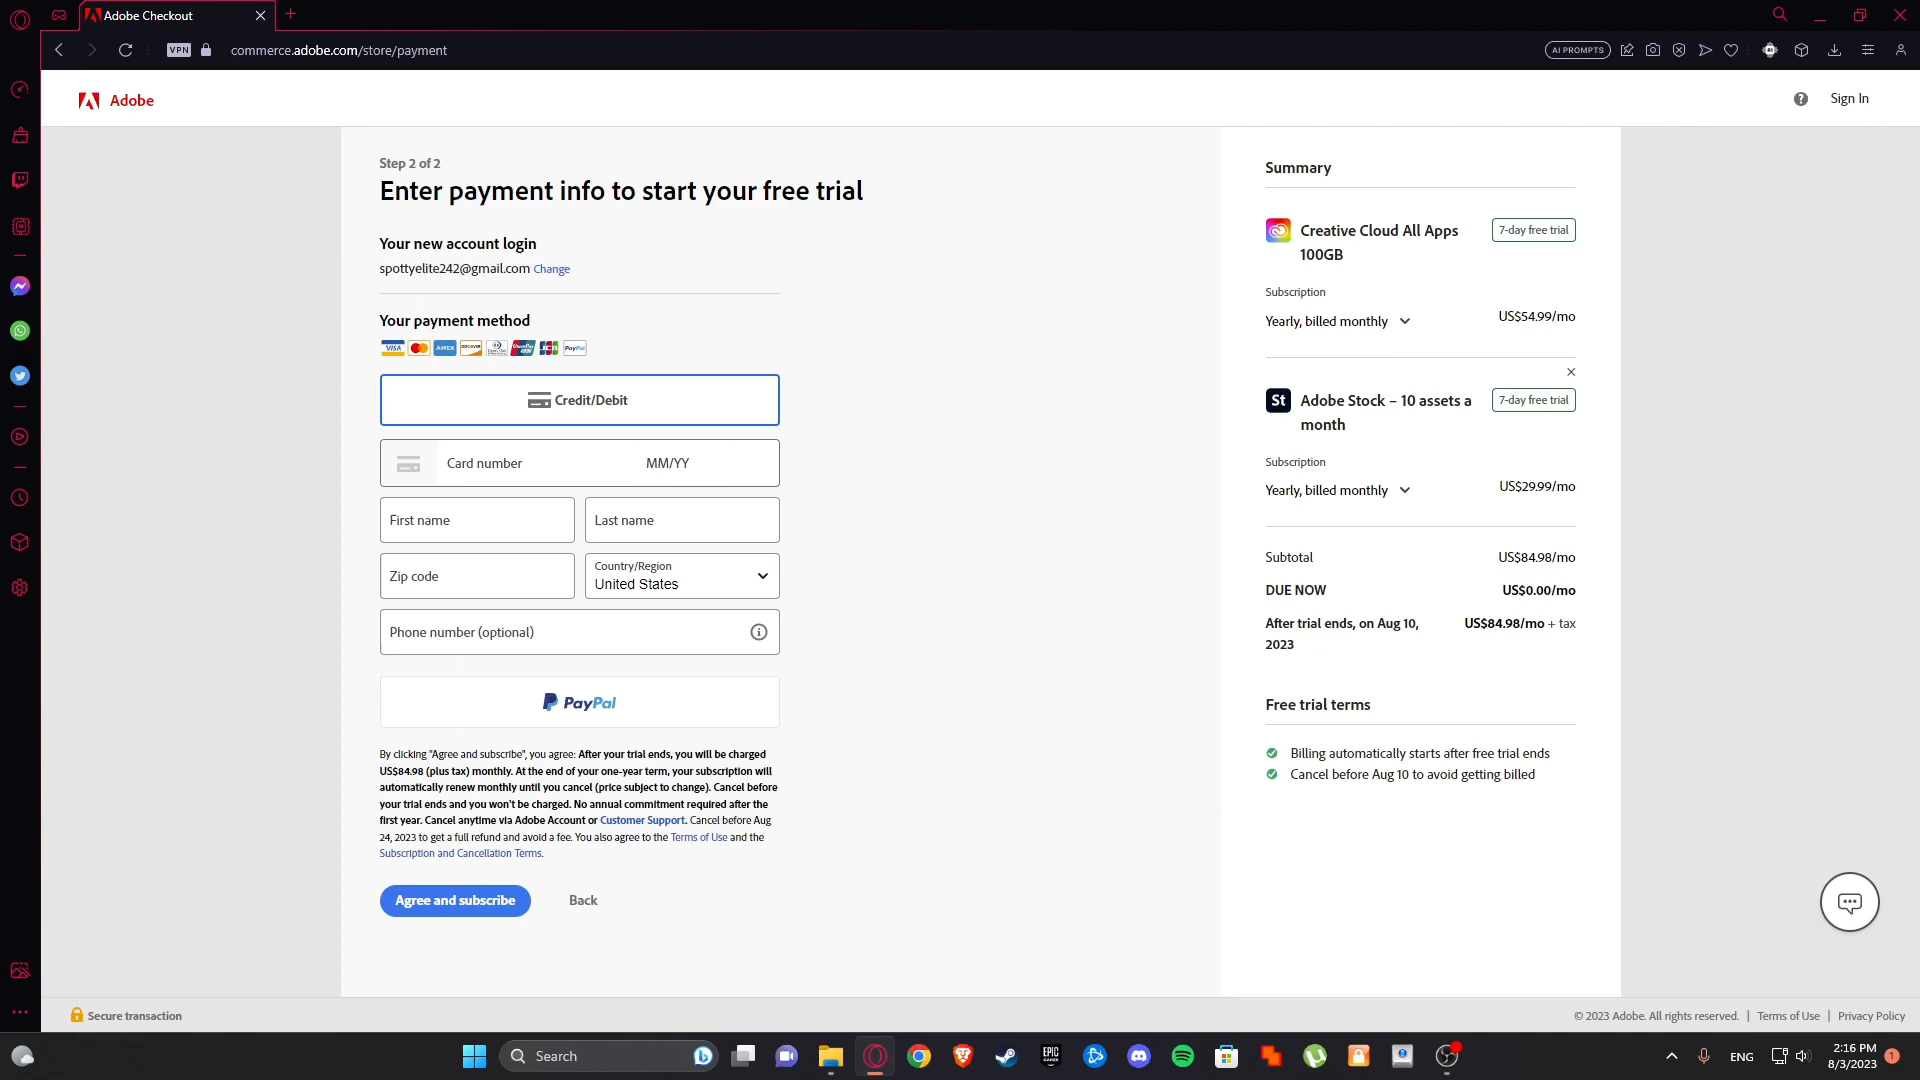 Adobe Checkout
VPN
commerce.adobe.com/store/payment
AI PROMPTS
Adobe
Sign In
Step 2 of 2
Enter payment info to start your free trial
Your new account login
spottyelite242@gmail.com Change
Your payment method
VISA
AMEX
DISCOVER
JCB
PayPal
Credit/Debit
Card number
MM/YY
First name
Last name
Zip code
Country/Region
United States
Phone number (optional)
PayPal
By clicking "Agree and subscribe", you agree: After your trial ends, you will be charged
US$84.98 (plus tax) monthly. At the end of your one-year term, your subscription will
automatically renew monthly until you cancel (price subject to change). Cancel before
your trial ends and you won't be charged. No annual commitment required after the
first year. Cancel anytime via Adobe Account or Customer Support. Cancel before Aug
24, 2023 to get a full refund and avoid a fee. You also agree to the Terms of Use and the
Subscription and Cancellation Terms.
Agree and subscribe
Back
Summary
Creative Cloud All Apps
100GB
7-day free trial
Subscription
Yearly, billed monthly
US$54.99/mo
St
Adobe Stock – 10 assets a
month
7-day free trial
Subscription
Yearly, billed monthly
US$29.99/mo
Subtotal
US$84.98/mo
DUE NOW
US$0.00/mo
After trial ends, on Aug 10,
2023
US$84.98/mo + tax
Free trial terms
Billing automatically starts after free trial ends
Cancel before Aug 10 to avoid getting billed
Secure transaction
© 2023 Adobe. All rights reserved. | Terms of Use | Privacy Policy
Search
EPIC
GAMES
ENG
2:16 PM
8/3/2023
1